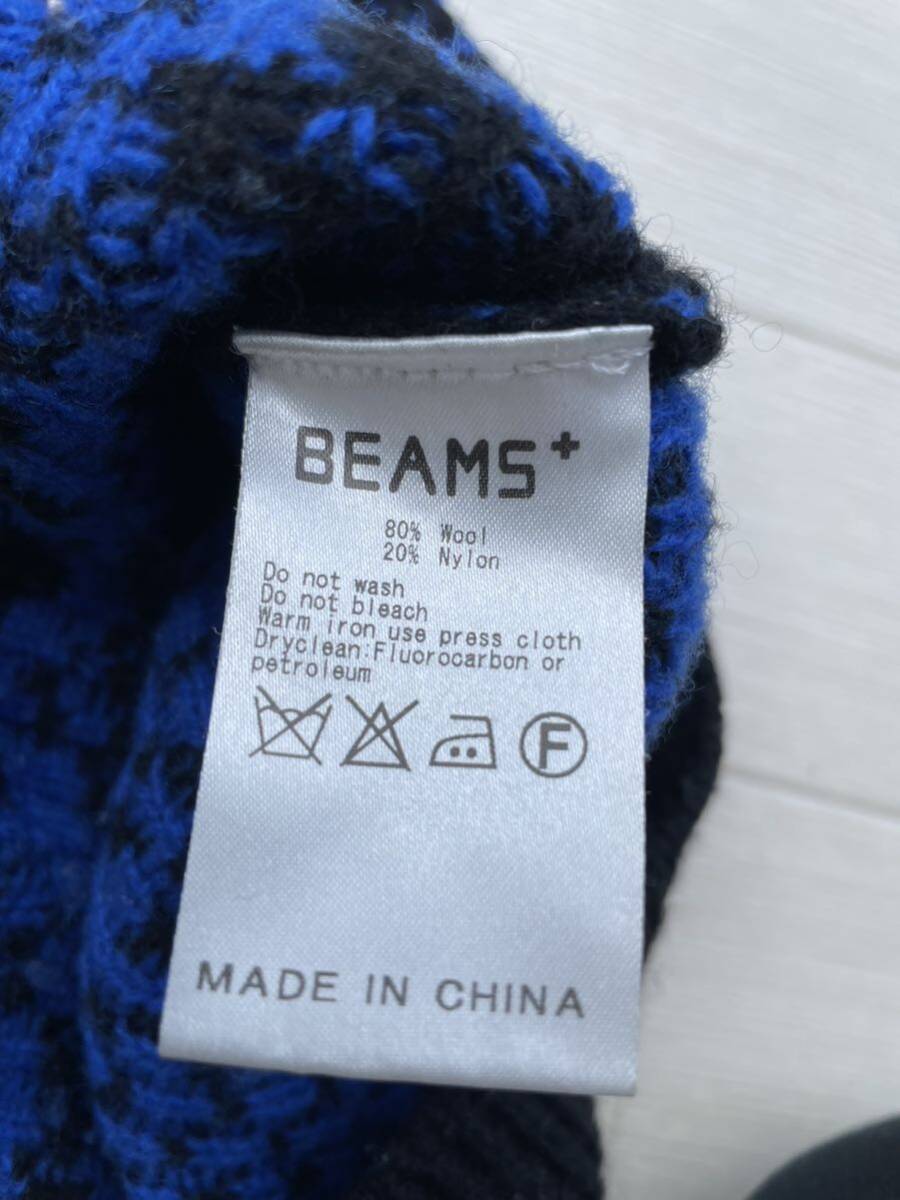 BEAMS+
80% Wool
20% Nylon
Do not wash
Do not bleach
Warm iron use press cloth
Dryclean:Fluorocarbon or
petroleum
F
MADE IN CHINA